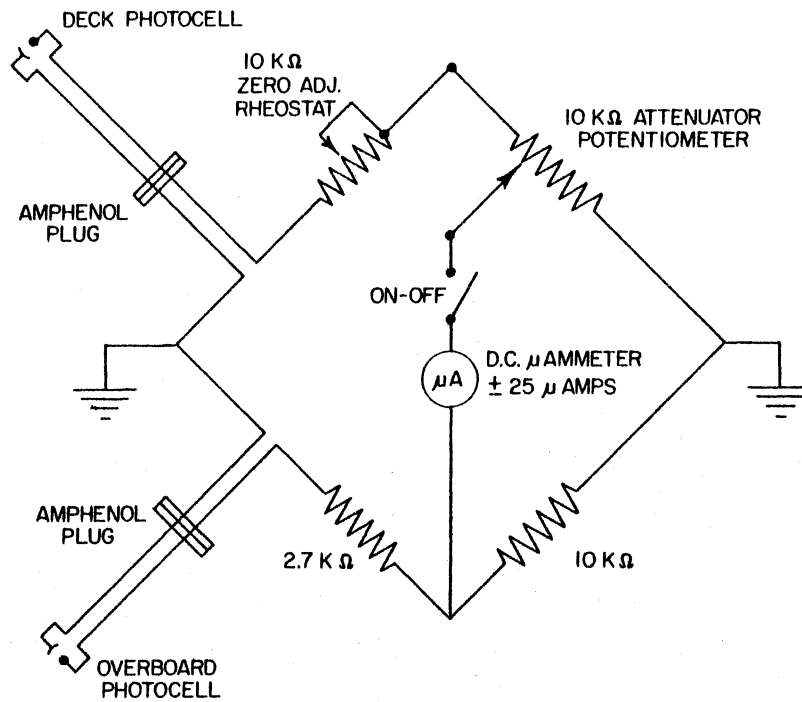 DECK PHOTOCELL
10 KΩ
ZERO ADJ.
RHEOSTAT
10 KΩ ATTENUATOR
POTENTIOMETER
AMPHENOL
PLUG
ON-OFF
μA
D.C. μAMMETER
± 25 μ AMPS
AMPHENOL
PLUG
2.7 K Ω
10 KΩ
OVERBOARD
PHOTOCELL